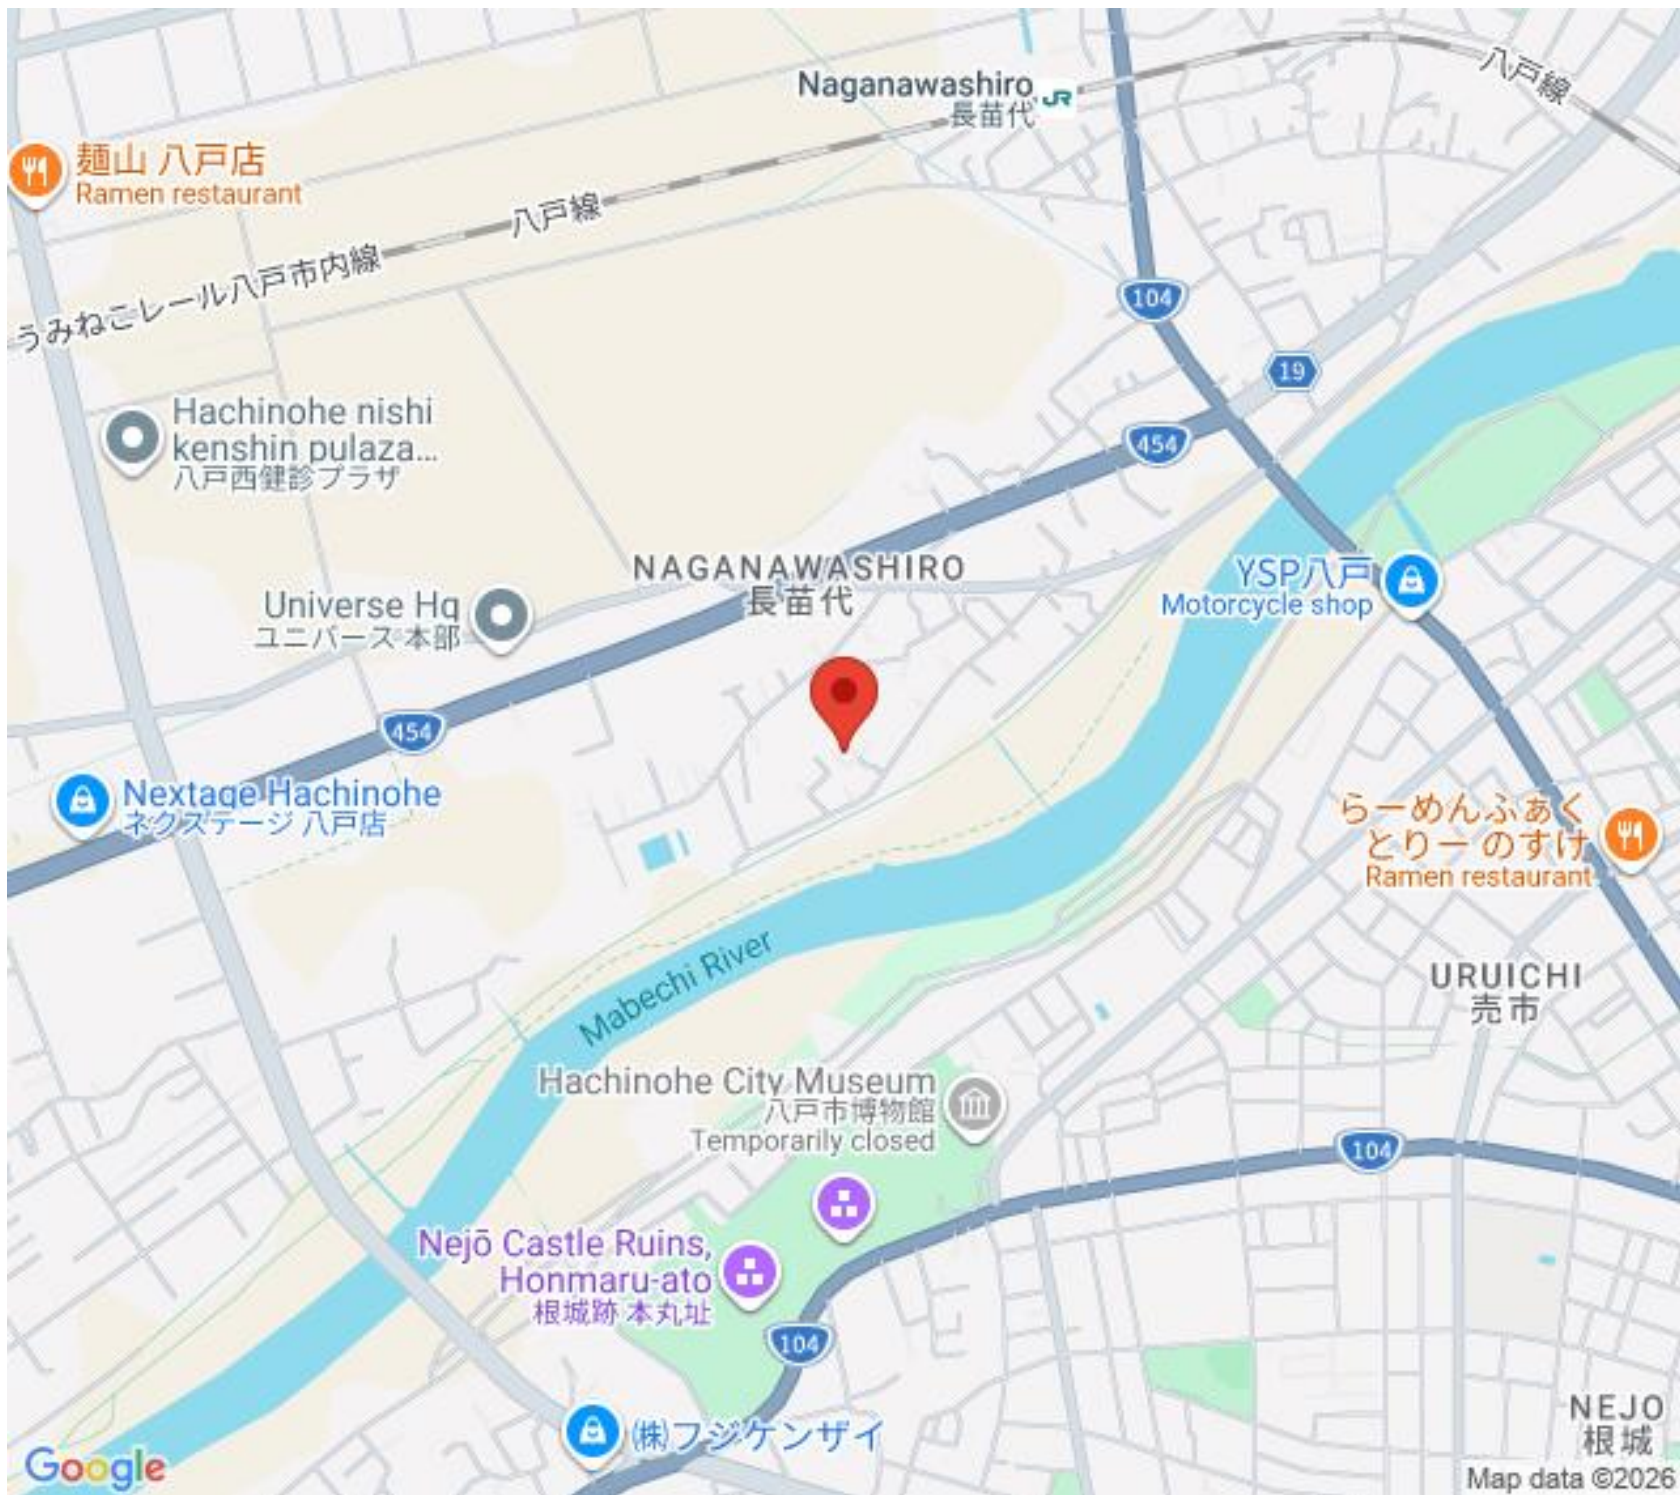 Naganawashiro
長苗代
JR
八戸線
麺山 八戸店
Ramen restaurant
八戸線
うみねこレール八戸市内線
104
19
Hachinohe nishi
kenshin pulaza...
八戸西健診プラザ
454
NAGANAWASHIRO
長苗代
YSP八戸
Motorcycle shop
Universe Hq
ユニバース 本部
454
Nextage Hachinohe
ネクステージ 八戸店
らーめんふぁく
とりー のすけ
Ramen restaurant
Mabechi River
URUICHI
売市
Hachinohe City Museum
八戸市博物館
Temporarily closed
104
Nejō Castle Ruins,
Honmaru-ato
根城跡 本丸址
104
(株)フジケンザイ
NEJO
根城
Google
Map data ©2026